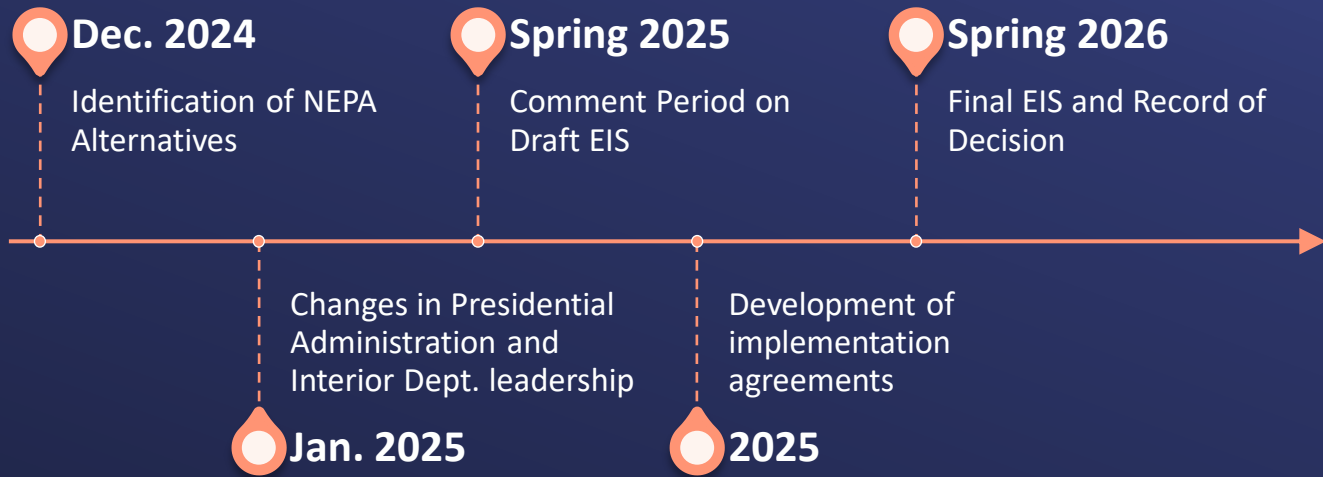 Dec. 2024
Identification of NEPA
Alternatives
Spring 2025
Comment Period on
Draft EIS
Spring 2026
Final EIS and Record of
Decision
Changes in Presidential
Administration and
Interior Dept. leadership
Jan. 2025
Development of
implementation
agreements
2025